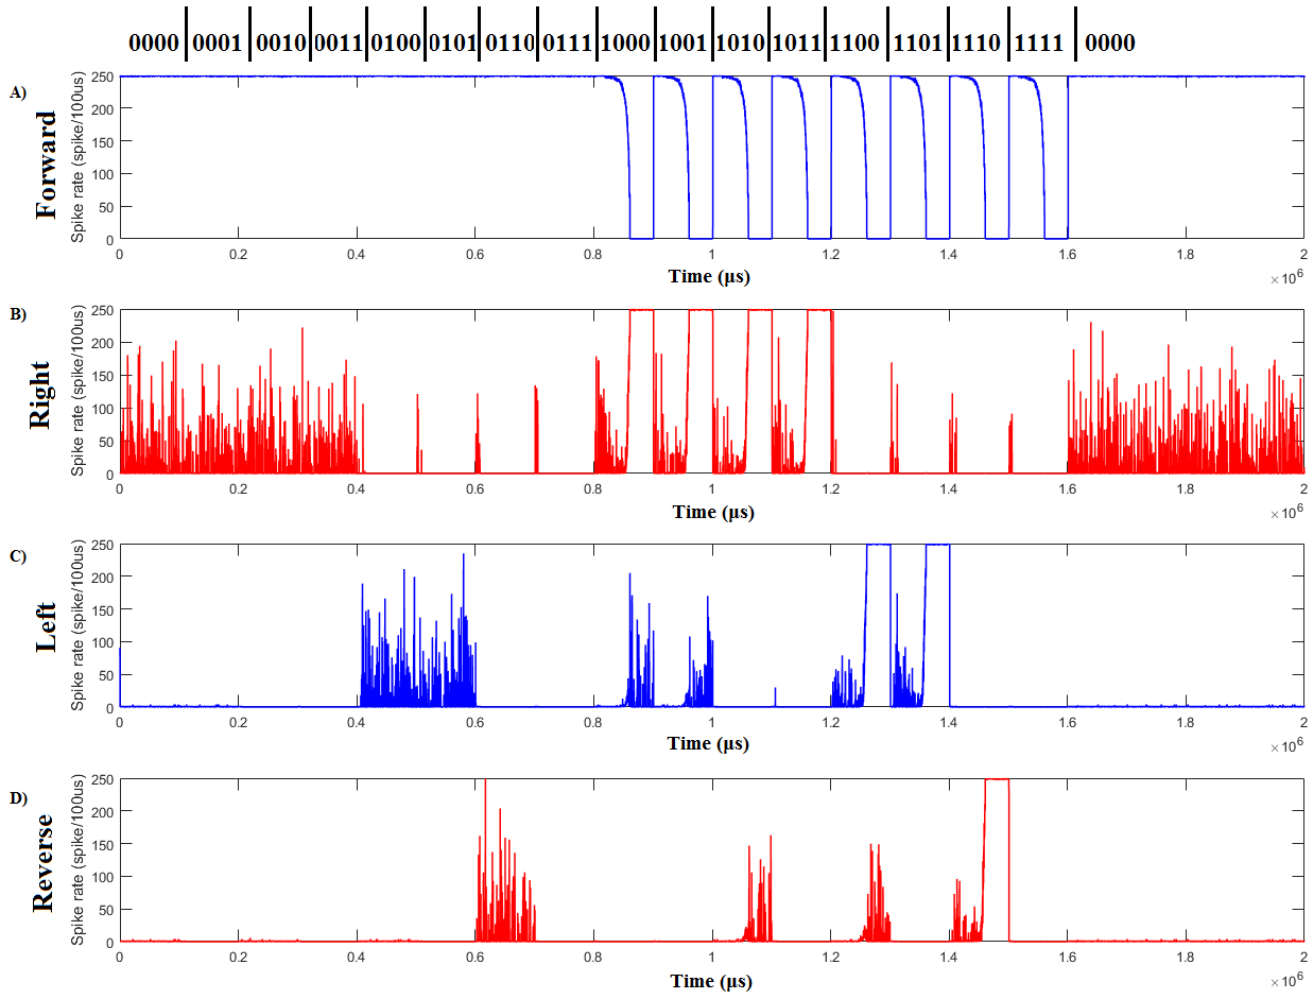 0000 0001 0010 0011 0100 0101 0110 0111 1000 1001 1010 1011 1100 1101 1110 1111 0000
A)
Forward
Spike rate (spike/100us)
250
200
150
100
50
0
0 0.2 0.4 0.6 0.8 1 1.2 1.4 1.6 1.8 2
Time (µs)
×10^6
B)
Right
Spike rate (spike/100us)
250
200
150
100
50
0
0 0.2 0.4 0.6 0.8 1 1.2 1.4 1.6 1.8 2
Time (µs)
×10^6
C)
Left
Spike rate (spike/100us)
250
200
150
100
50
0
0 0.2 0.4 0.6 0.8 1 1.2 1.4 1.6 1.8 2
Time (µs)
×10^6
D)
Reverse
Spike rate (spike/100us)
250
200
150
100
50
0
0 0.2 0.4 0.6 0.8 1 1.2 1.4 1.6 1.8 2
Time (µs)
×10^6